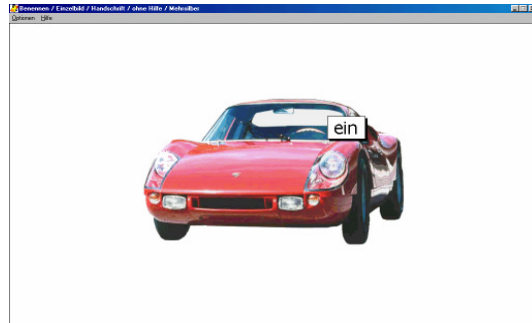 Benennen / Einzelbild / Handschrift / ohne Hilfe / Mehrsilber
Optionen Hilfe
ein